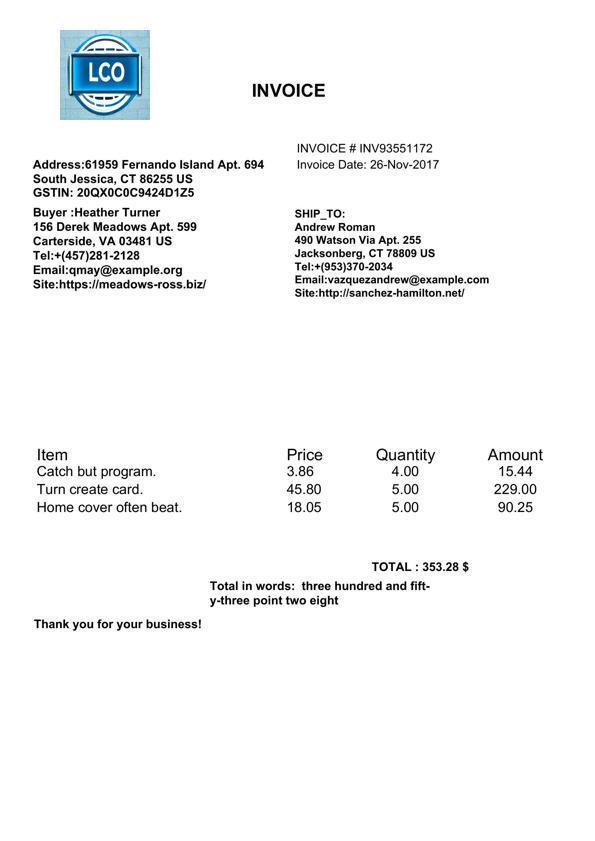 LCO
INVOICE
INVOICE # INV93551172
Invoice Date: 26-Nov-2017
Address:61959 Fernando Island Apt. 694
South Jessica, CT 86255 US
GSTIN: 20QX0C0C9424D1Z5
Buyer :Heather Turner
156 Derek Meadows Apt. 599
Carterside, VA 03481 US
Tel:+(457)281-2128
Email:qmay@example.org
Site:https://meadows-ross.biz/
SHIP_TO:
Andrew Roman
490 Watson Via Apt. 255
Jacksonberg, CT 78809 US
Tel:+(953)370-2034
Email:vazquezandrew@example.com
Site:http://sanchez-hamilton.net/
Item Price Quantity Amount
Catch but program. 3.86 4.00 15.44
Turn create card. 45.80 5.00 229.00
Home cover often beat. 18.05 5.00 90.25
TOTAL : 353.28 $
Total in words: three hundred and fift-
y-three point two eight
Thank you for your business!